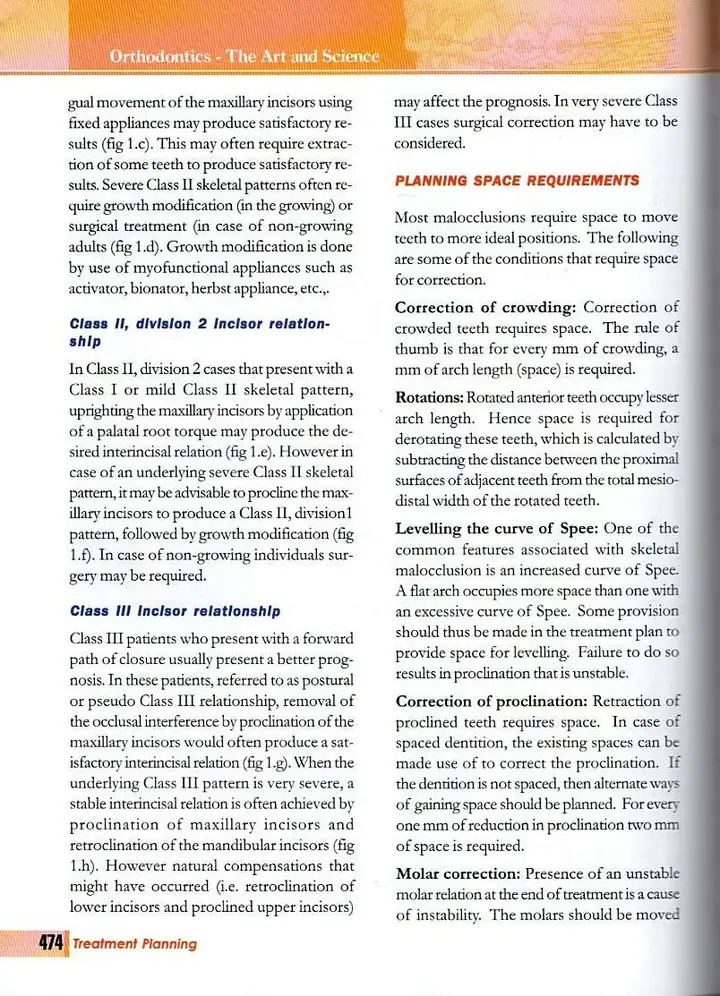 Orthodontics - The Art and Science
gual movement of the maxillary incisors using
fixed appliances may produce satisfactory re-
sults (fig 1.c). This may often require extrac-
tion of some teeth to produce satisfactory re-
sults. Severe Class II skeletal patterns often re-
quire growth modification (in the growing) or
surgical treatment (in case of non-growing
adults (fig 1.d). Growth modification is done
by use of myofunctional appliances such as
activator, bionator, herbst appliance, etc.,.
Class II, division 2 incisor relation-
ship
In Class II, division 2 cases that present with a
Class I or mild Class II skeletal pattern,
uprighting the maxillary incisors by application
of a palatal root torque may produce the de-
sired interincisal relation (fig 1.e). However in
case of an underlying severe Class II skeletal
pattern, it may be advisable to procline the max-
illary incisors to produce a Class II, division1
pattern, followed by growth modification (fig
1.f). In case of non-growing individuals sur-
gery may be required.
Class III incisor relationship
Class III patients who present with a forward
path of closure usually present a better prog-
nosis. In these patients, referred to as postural
or pseudo Class III relationship, removal of
the occlusal interference by proclination of the
maxillary incisors would often produce a sat-
isfactory interincisal relation (fig 1.g). When the
underlying Class III pattern is very severe, a
stable interincisal relation is often achieved by
proclination of maxillary incisors and
retroclination of the mandibular incisors (fig
1.h). However natural compensations that
might have occurred (i.e. retroclination of
lower incisors and proclined upper incisors)
may affect the prognosis. In very severe Class
III cases surgical correction may have to be
considered.
PLANNING SPACE REQUIREMENTS
Most malocclusions require space to move
teeth to more ideal positions. The following
are some of the conditions that require space
for correction.
Correction of crowding: Correction of
crowded teeth requires space. The rule of
thumb is that for every mm of crowding, a
mm of arch length (space) is required.
Rotations: Rotated anterior teeth occupy lesser
arch length. Hence space is required for
derotating these teeth, which is calculated by
subtracting the distance between the proximal
surfaces of adjacent teeth from the total mesio-
distal width of the rotated teeth.
Levelling the curve of Spee: One of the
common features associated with skeletal
malocclusion is an increased curve of Spee.
A flat arch occupies more space than one with
an excessive curve of Spee. Some provision
should thus be made in the treatment plan to
provide space for levelling. Failure to do so
results in proclination that is unstable.
Correction of proclination: Retraction of
proclined teeth requires space. In case of
spaced dentition, the existing spaces can be
made use of to correct the proclination. If
the dentition is not spaced, then alternate ways
of gaining space should be planned. For every
one mm of reduction in proclination two mm
of space is required.
Molar correction: Presence of an unstable
molar relation at the end of treatment is a cause
of instability. The molars should be moved
474 Treatment Planning